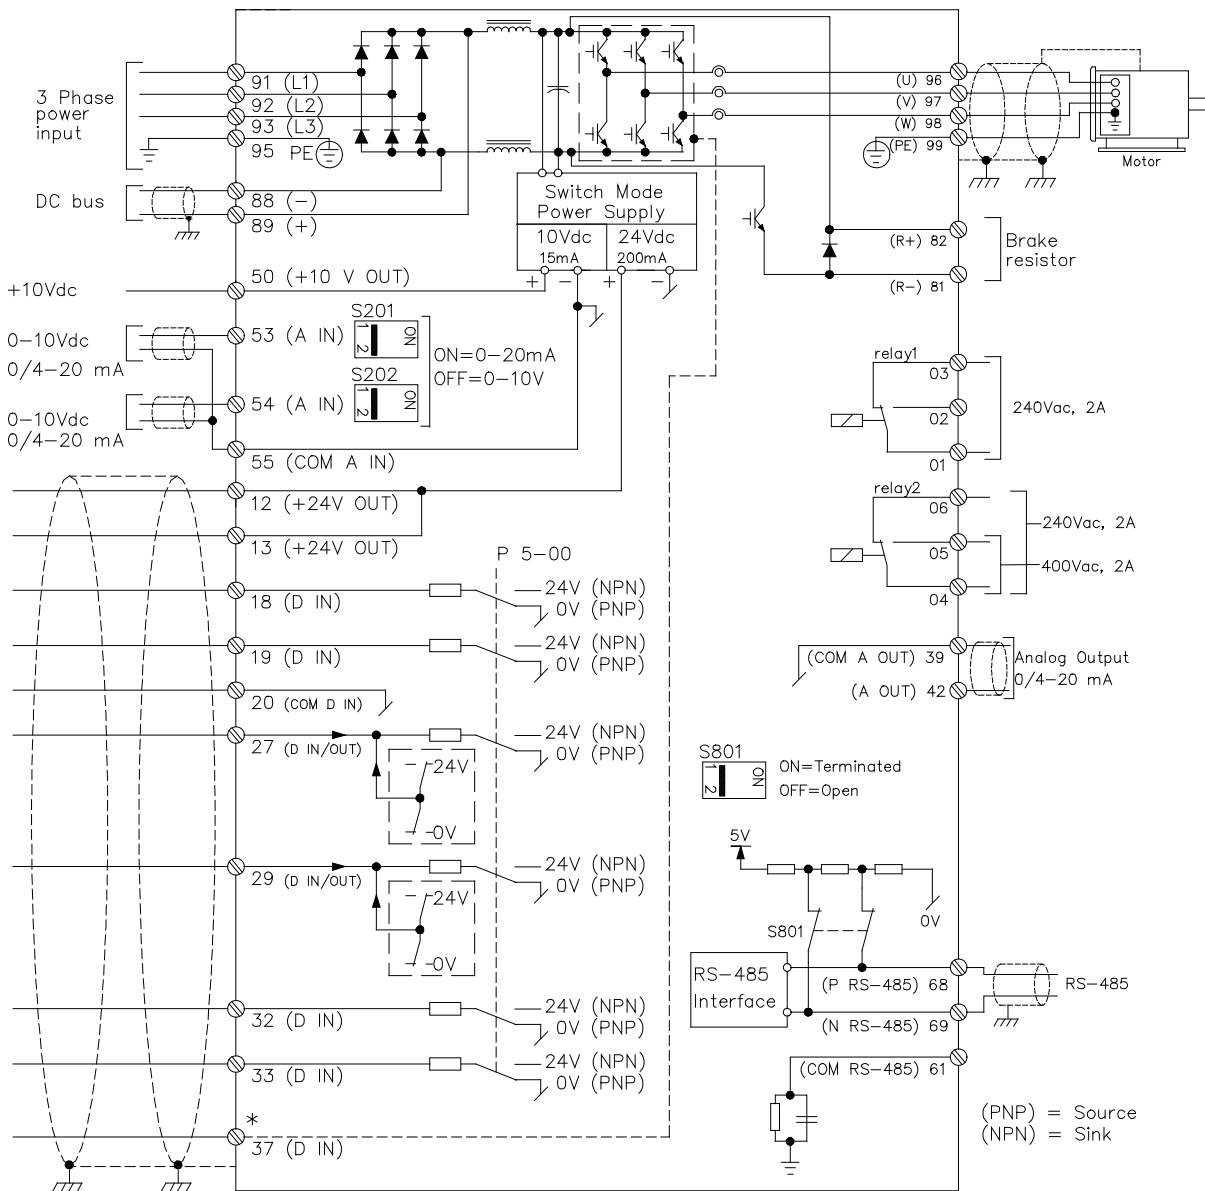 3 Phase
power
input
91 (L1)
92 (L2)
93 (L3)
95 PE
DC bus
88 (−)
89 (+)
+10Vdc
50 (+10 V OUT)
0−10Vdc
0/4−20 mA
53 (A IN)
S201
1 2
ON
ON=0−20mA
OFF=0−10V
S202
1 2
ON
0−10Vdc
0/4−20 mA
54 (A IN)
55 (COM A IN)
12 (+24V OUT)
13 (+24V OUT)
P 5-00
18 (D IN)
24V (NPN)
0V (PNP)
19 (D IN)
24V (NPN)
0V (PNP)
20 (COM D IN)
27 (D IN/OUT)
24V (NPN)
0V (PNP)
24V
0V
29 (D IN/OUT)
24V (NPN)
0V (PNP)
24V
0V
32 (D IN)
24V (NPN)
0V (PNP)
33 (D IN)
24V (NPN)
0V (PNP)
*
37 (D IN)
Switch Mode
Power Supply
10Vdc
15mA
24Vdc
200mA
+ − + −
(U) 96
(V) 97
(W) 98
(PE) 99
Motor
(R+) 82
(R−) 81
Brake
resistor
relay1
03
02
01
240Vac, 2A
relay2
06
05
04
240Vac, 2A
400Vac, 2A
(COM A OUT) 39
(A OUT) 42
Analog Output
0/4−20 mA
S801
1 2
ON
ON=Terminated
OFF=Open
5V
0V
S801
RS−485
Interface
(P RS−485) 68
(N RS−485) 69
RS−485
(COM RS−485) 61
(PNP) = Source
(NPN) = Sink